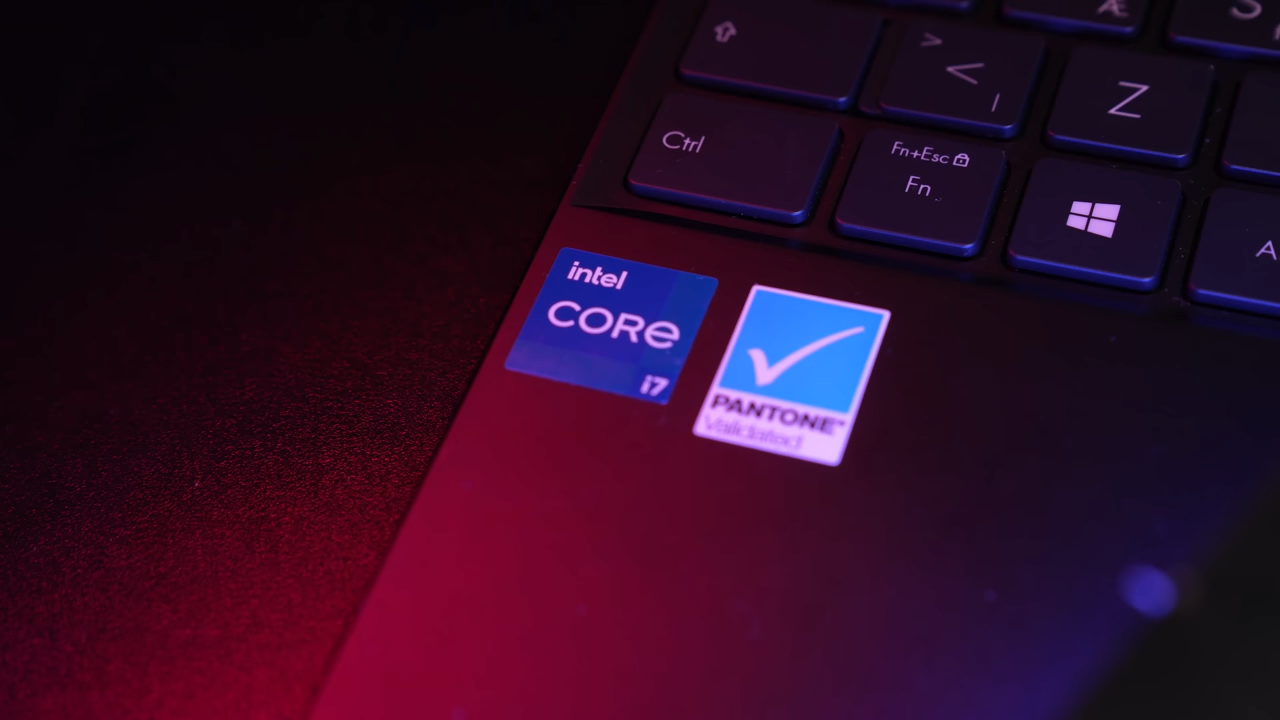 Æ
S
>
<
|
Z
Ctrl
Fn+Esc
Fn
A
intel
CORe
i7
PANTONE
Validated